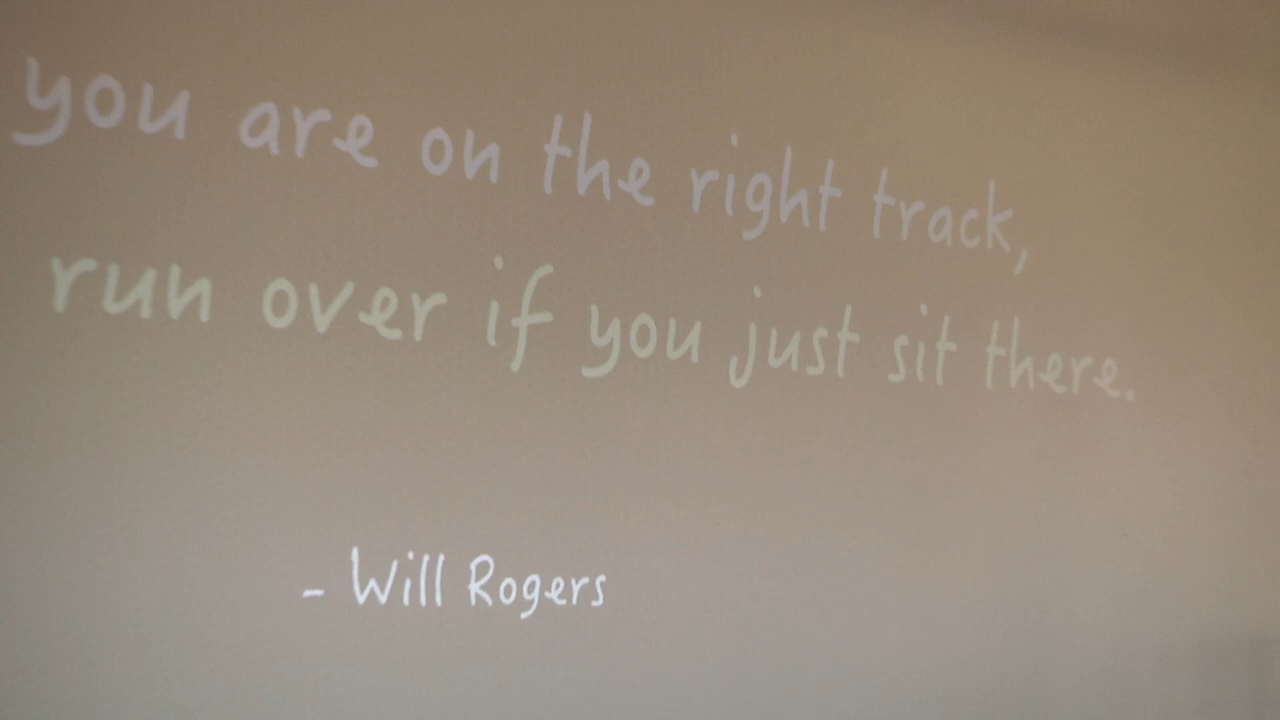 you are on the right track,
run over if you just sit there.
- Will Rogers